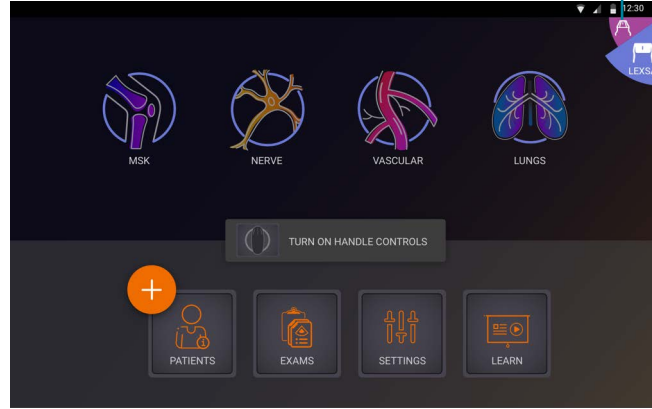 12:30
LEXSA
MSK
NERVE
VASCULAR
LUNGS
TURN ON HANDLE CONTROLS
PATIENTS
EXAMS
SETTINGS
LEARN